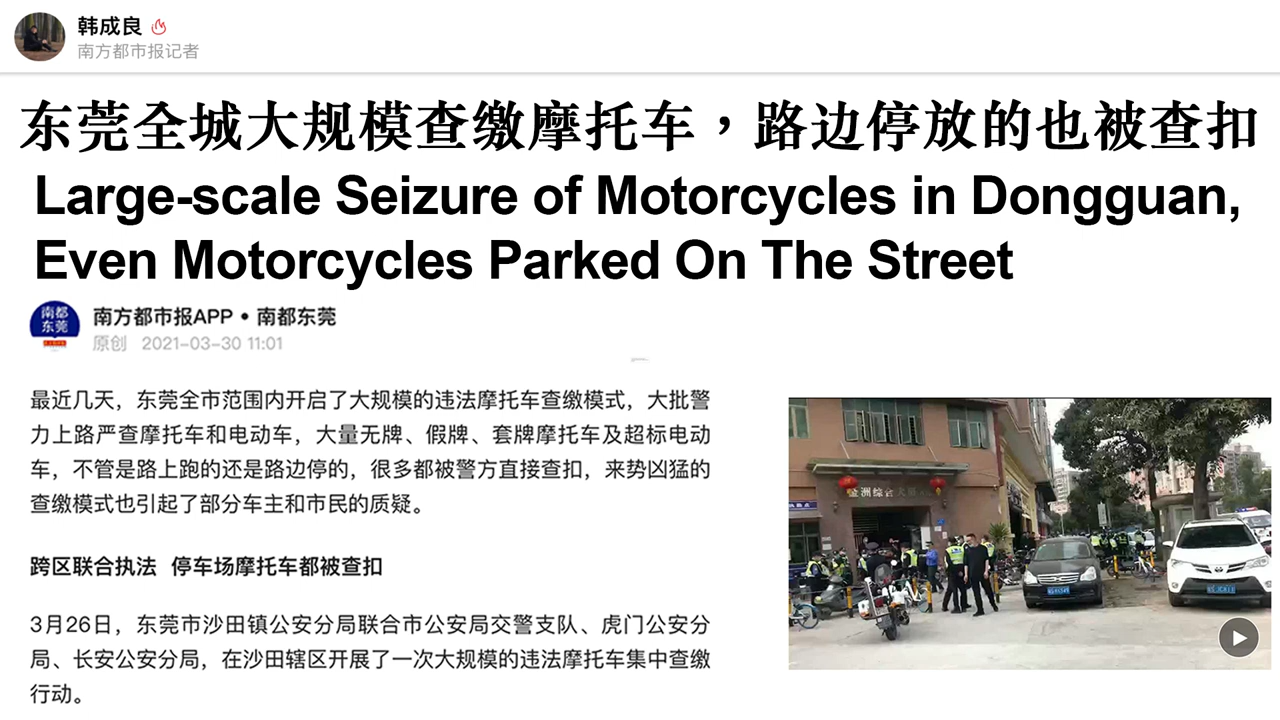 韩成良
南方都市报记者
东莞全城大规模查缴摩托车，路边停放的也被查扣
Large-scale Seizure of Motorcycles in Dongguan,
Even Motorcycles Parked On The Street
南都
东莞
南方都市报APP • 南都东莞
原创 2021-03-30 11:01
最近几天，东莞全市范围内开启了大规模的违法摩托车查缴模式，大批警
力上路严查摩托车和电动车，大量无牌、假牌、套牌摩托车及超标电动
车，不管是路上跑的还是路边停的，很多都被警方直接查扣，来势凶猛的
查缴模式也引起了部分车主和市民的质疑。
跨区联合执法 停车场摩托车都被查扣
3月26日，东莞市沙田镇公安分局联合市公安局交警支队、虎门公安分
局、长安公安分局，在沙田辖区开展了一次大规模的违法摩托车集中查缴
行动。
洲综合